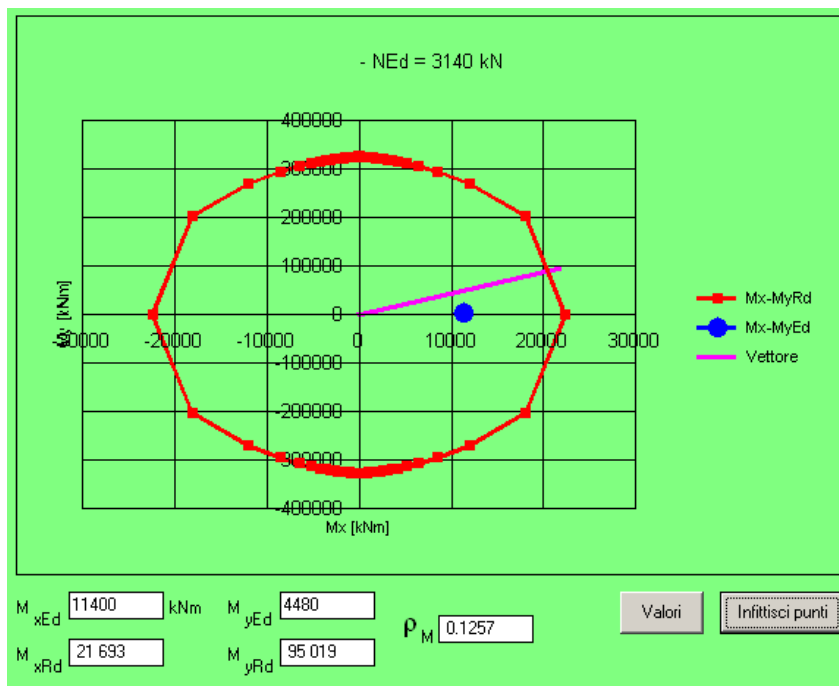 - NEd = 3140 kN
400000
300000
200000
100000
0
-30000 -20000 -10000 0 10000 20000 30000
-100000
-200000
-300000
-400000
My [kNm]
Mx [kNm]
Mx-MyRd
Mx-MyEd
Vettore
M xEd 11400 kNm M yEd 4480
M xRd 21 693 M yRd 95 019
ρ M 0.1257
Valori Infittisci punti